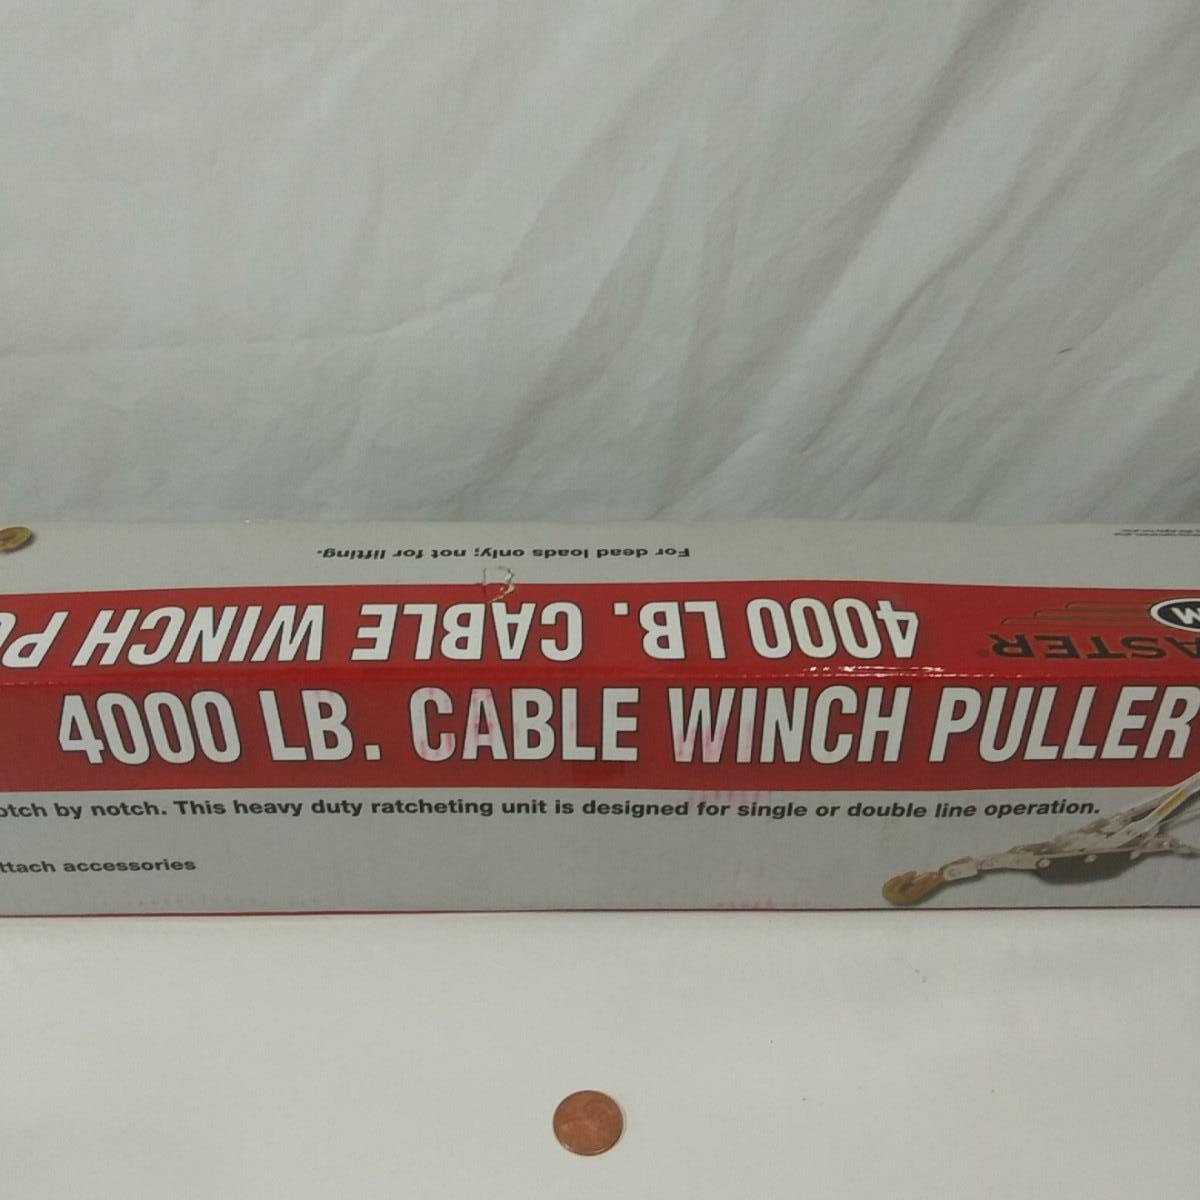 For dead loads only; not for lifting.
4000 LB. CABLE WINCH
ASTER®
M
4000 LB. CABLE WINCH PULLER
otch by notch. This heavy duty ratcheting unit is designed for single or double line operation.
ttach accessories